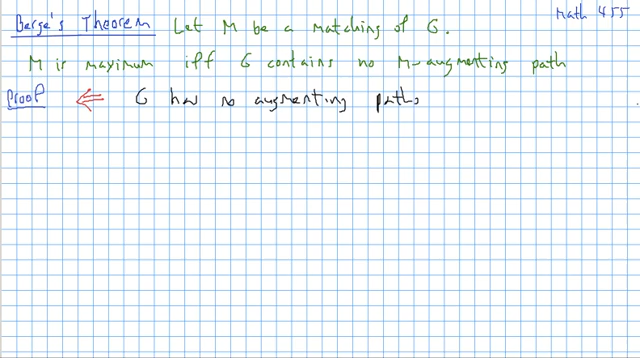 Berge's Theorem Let M be a matching of G. Math 455
M is maximum iff G contains no M-augmenting path
Proof ⇐ G has no augmenting paths